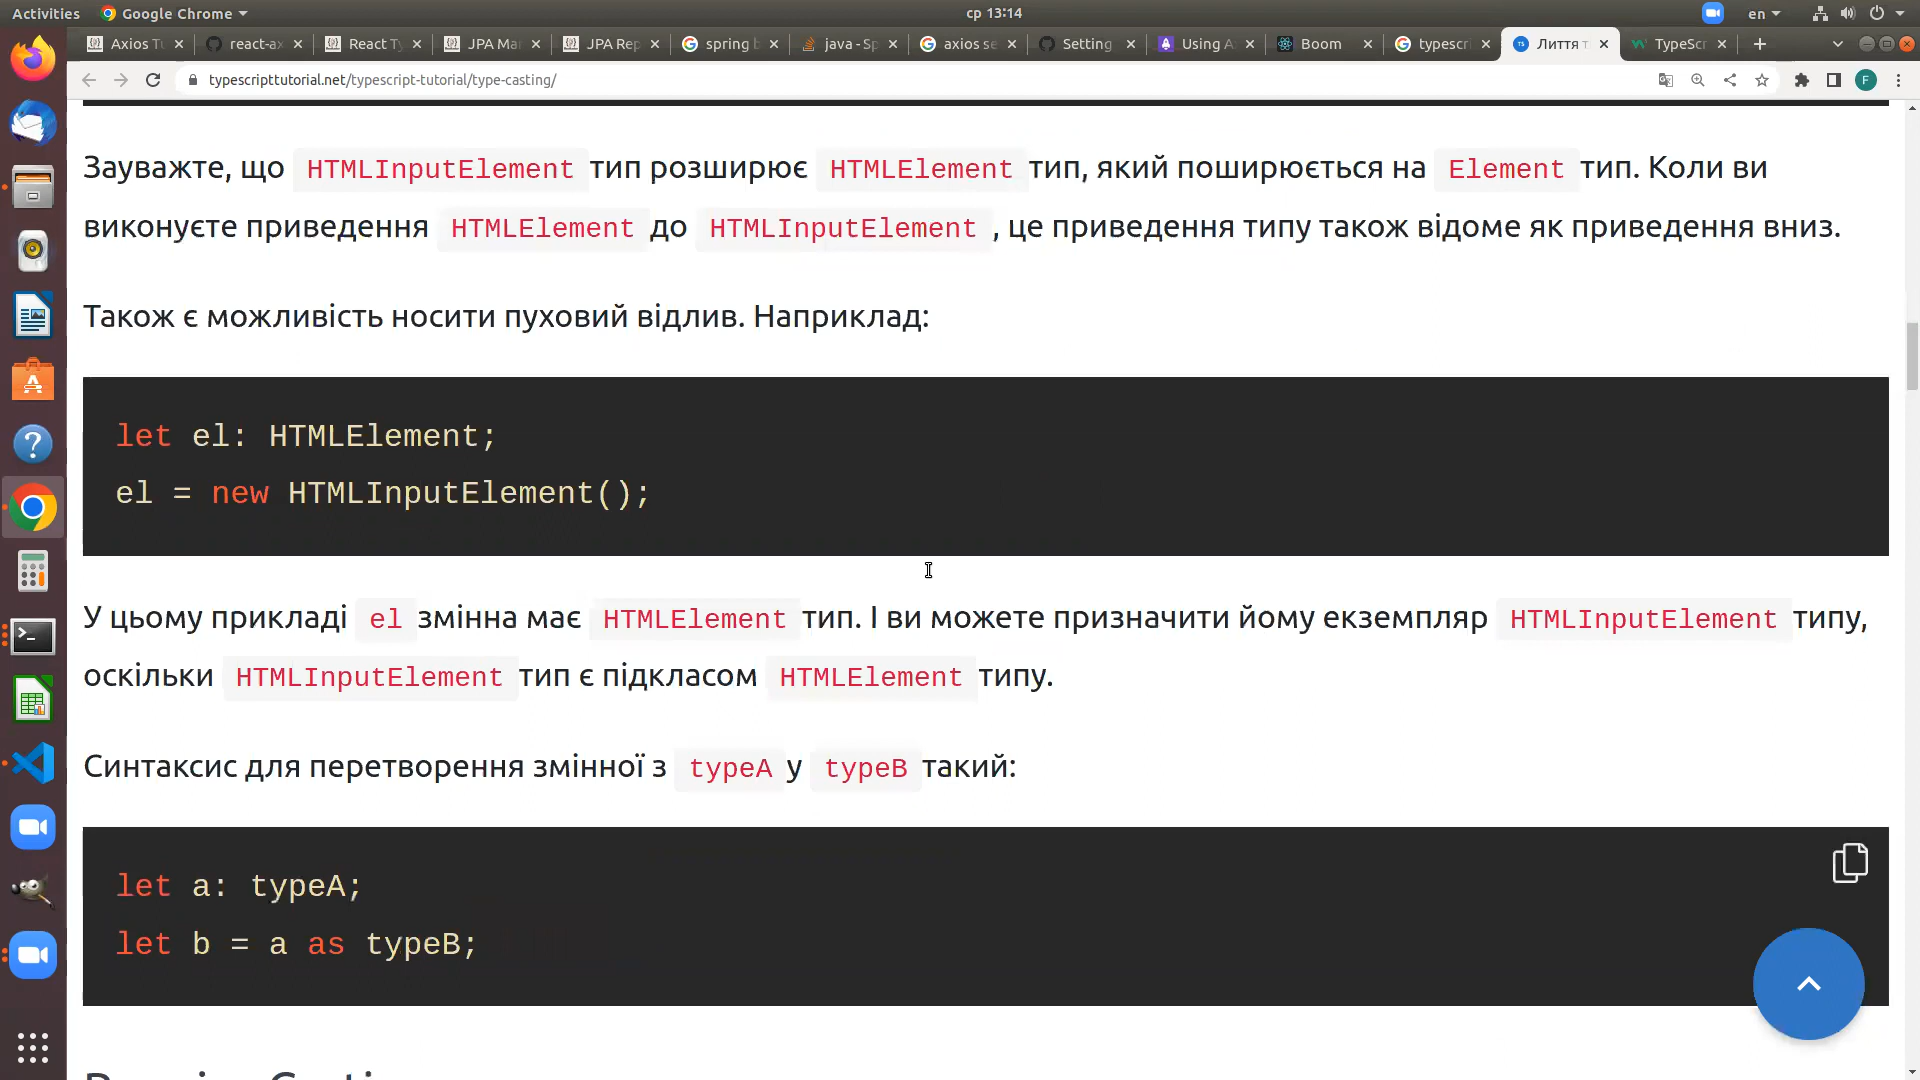 Activities
Google Chrome
ср 13:14
en
Axios Tu
react-ax
React Ty
JPA Ma
JPA Rep
spring b
java - Sp
axios se
Setting
Using A
Boom
typescri
Лиття т
TypeScr
typescripttutorial.net/typescript-tutorial/type-casting/
F
Зауважте, що HTMLInputElement тип розширює HTMLElement тип, який поширюється на Element тип. Коли ви
виконуєте приведення HTMLElement до HTMLInputElement , це приведення типу також відоме як приведення вниз.
Також є можливість носити пуховий відлив. Наприклад:
let el: HTMLElement;
el = new HTMLInputElement();
У цьому прикладі el змінна має HTMLElement тип. І ви можете призначити йому екземпляр HTMLInputElement типу,
оскільки HTMLInputElement тип є підкласом HTMLElement типу.
Синтаксис для перетворення змінної з typeA у typeB такий:
let a: typeA;
let b = a as typeB;